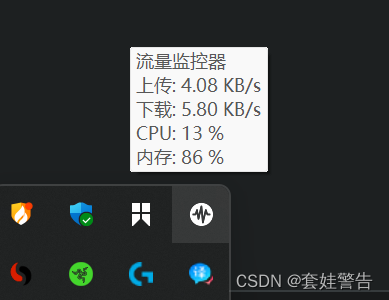 流量监控器
上传: 4.08 KB/s
下载: 5.80 KB/s
CPU: 13 %
内存: 86 %
CSDN @套娃警告